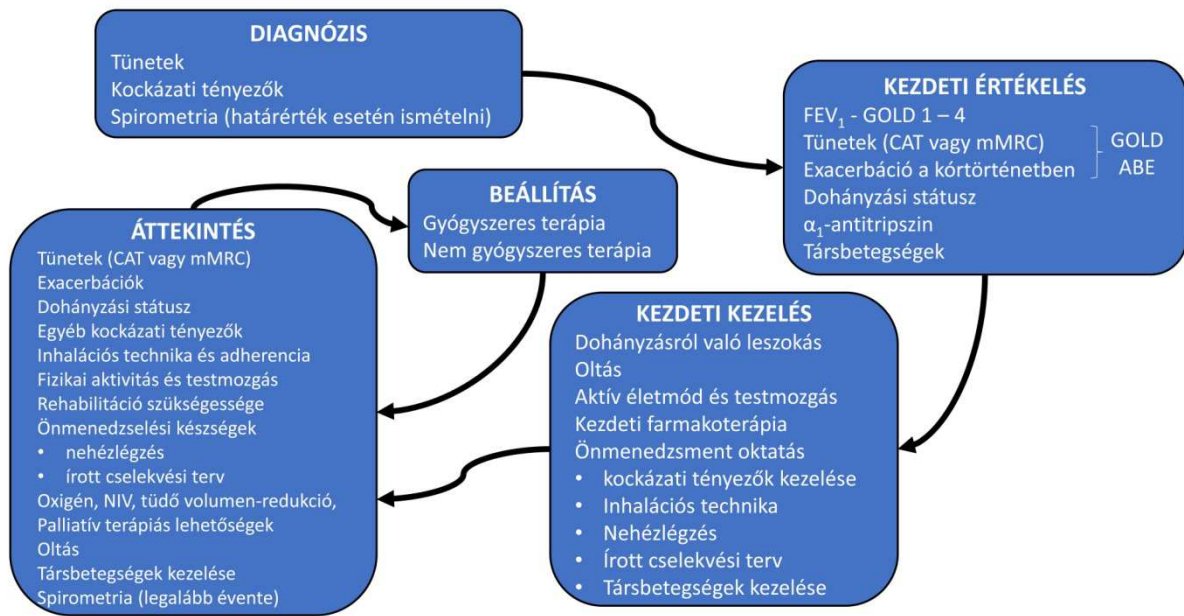 DIAGNÓZIS
Tünetek
Kockázati tényezők
Spirometria (határérték esetén ismételni)
KEZDETI ÉRTÉKELÉS
FEV₁ - GOLD 1 – 4
Tünetek (CAT vagy mMRC)
Exacerbáció a kórtörténetben
GOLD
ABE
Dohányzási státusz
α₁-antitripszin
Társbetegségek
KEZDETI KEZELÉS
Dohányzásról való leszokás
Oltás
Aktív életmód és testmozgás
Kezdeti farmakoterápia
Önmenedzsment oktatás
• kockázati tényezők kezelése
• Inhalációs technika
• Nehézlégzés
• Írott cselekvési terv
• Társbetegségek kezelése
ÁTTEKINTÉS
Tünetek (CAT vagy mMRC)
Exacerbációk
Dohányzási státusz
Egyéb kockázati tényezők
Inhalációs technika és adherencia
Fizikai aktivitás és testmozgás
Rehabilitáció szükségessége
Önmenedzselési készségek
• nehézlégzés
• írott cselekvési terv
Oxigén, NIV, tüdő volumen-redukció,
Palliatív terápiás lehetőségek
Oltás
Társbetegségek kezelése
Spirometria (legalább évente)
BEÁLLÍTÁS
Gyógyszeres terápia
Nem gyógyszeres terápia